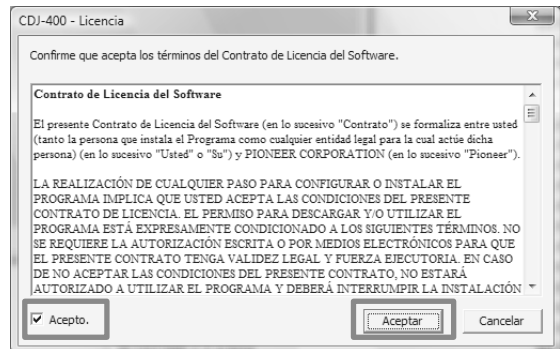 CDJ-400 - Licencia
Confirme que acepta los términos del Contrato de Licencia del Software.
Contrato de Licencia del Software
El presente Contrato de Licencia del Software (en lo sucesivo "Contrato") se formaliza entre usted
(tanto la persona que instala el Programa como cualquier entidad legal para la cual actúe dicha
persona) (en lo sucesivo "Usted" o "Su") y PIONEER CORPORATION (en lo sucesivo "Pioneer").
LA REALIZACIÓN DE CUALQUIER PASO PARA CONFIGURAR O INSTALAR EL
PROGRAMA IMPLICA QUE USTED ACEPTA LAS CONDICIONES DEL PRESENTE
CONTRATO DE LICENCIA. EL PERMISO PARA DESCARGAR Y/O UTILIZAR EL
PROGRAMA ESTÁ EXPRESAMENTE CONDICIONADO A LOS SIGUIENTES TÉRMINOS. NO
SE REQUIERE LA AUTORIZACIÓN ESCRITA O POR MEDIOS ELECTRÓNICOS PARA QUE
EL PRESENTE CONTRATO TENGA VALIDEZ LEGAL Y FUERZA EJECUTORIA. EN CASO
DE NO ACEPTAR LAS CONDICIONES DEL PRESENTE CONTRATO, NO ESTARÁ
AUTORIZADO A UTILIZAR EL PROGRAMA Y DEBERÁ INTERRUMPIR LA INSTALACIÓN
Acepto.
Aceptar
Cancelar